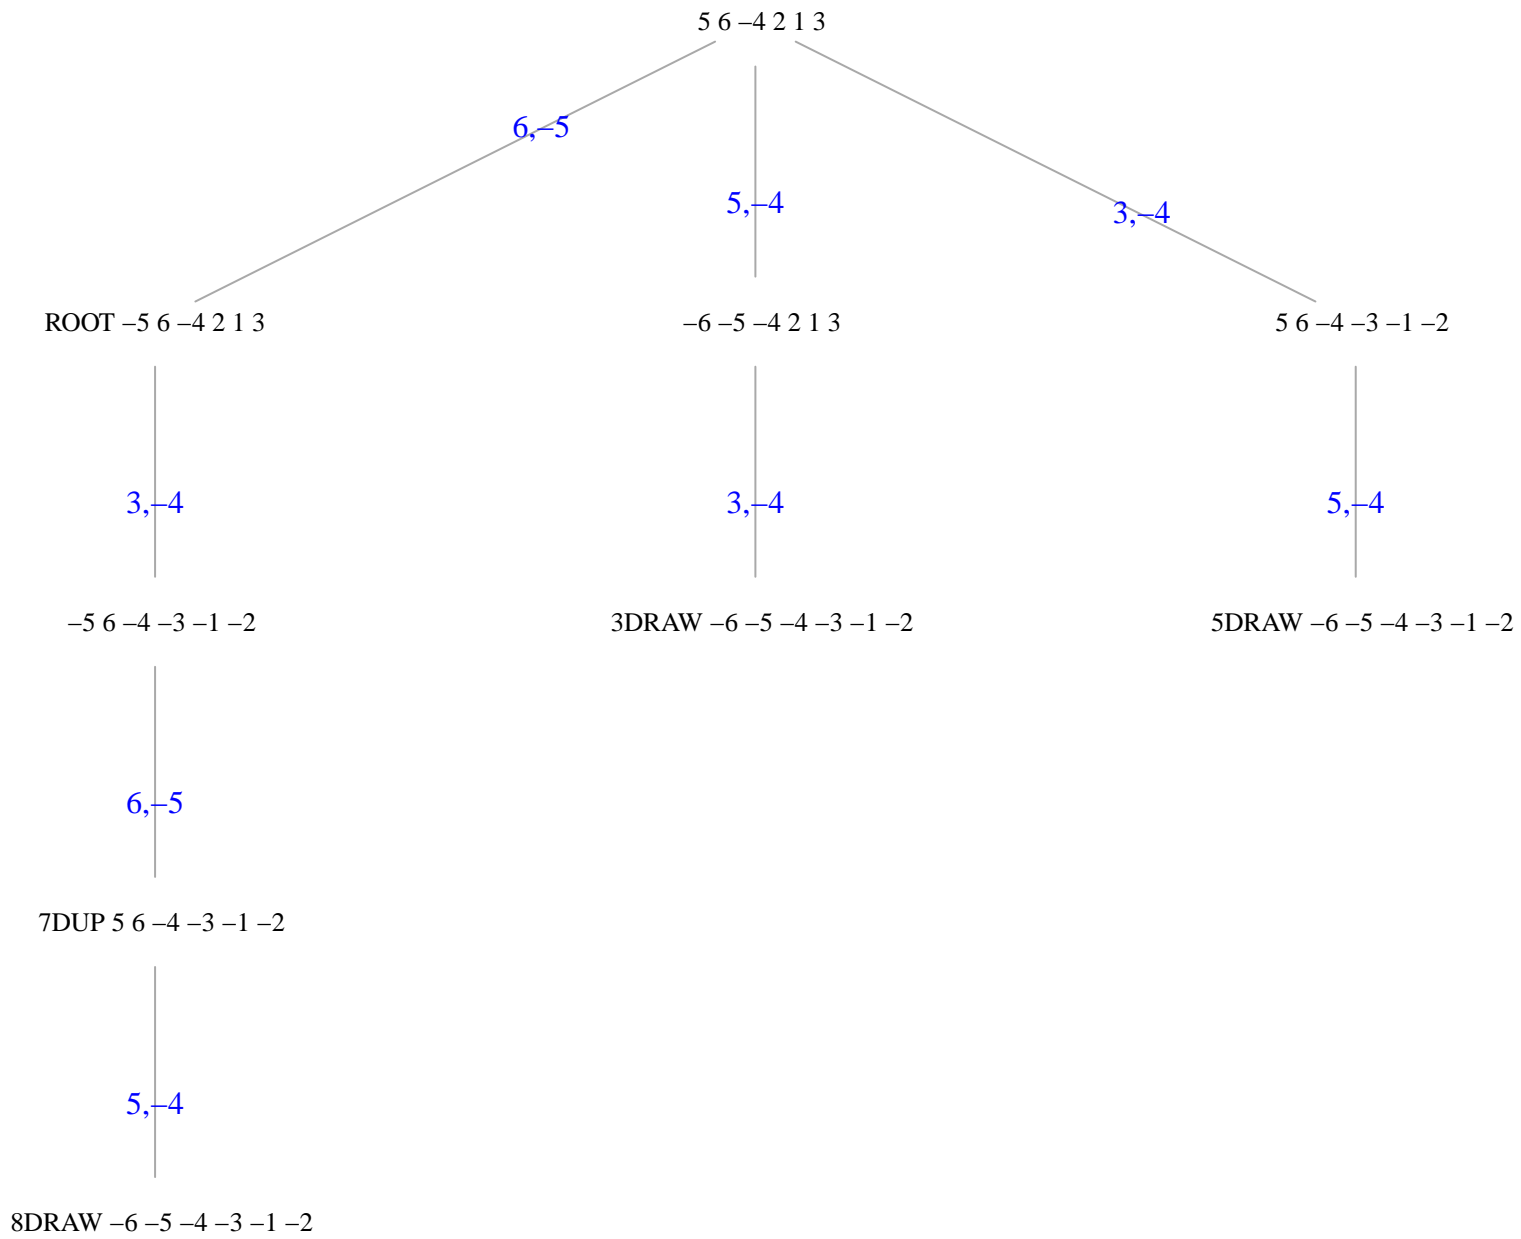 5 6 –4 2 1 3
6,–5
5,–4
3,–4
ROOT –5 6 –4 2 1 3
–6 –5 –4 2 1 3
5 6 –4 –3 –1 –2
3,–4
3,–4
5,–4
–5 6 –4 –3 –1 –2
3DRAW –6 –5 –4 –3 –1 –2
5DRAW –6 –5 –4 –3 –1 –2
6,–5
7DUP 5 6 –4 –3 –1 –2
5,–4
8DRAW –6 –5 –4 –3 –1 –2